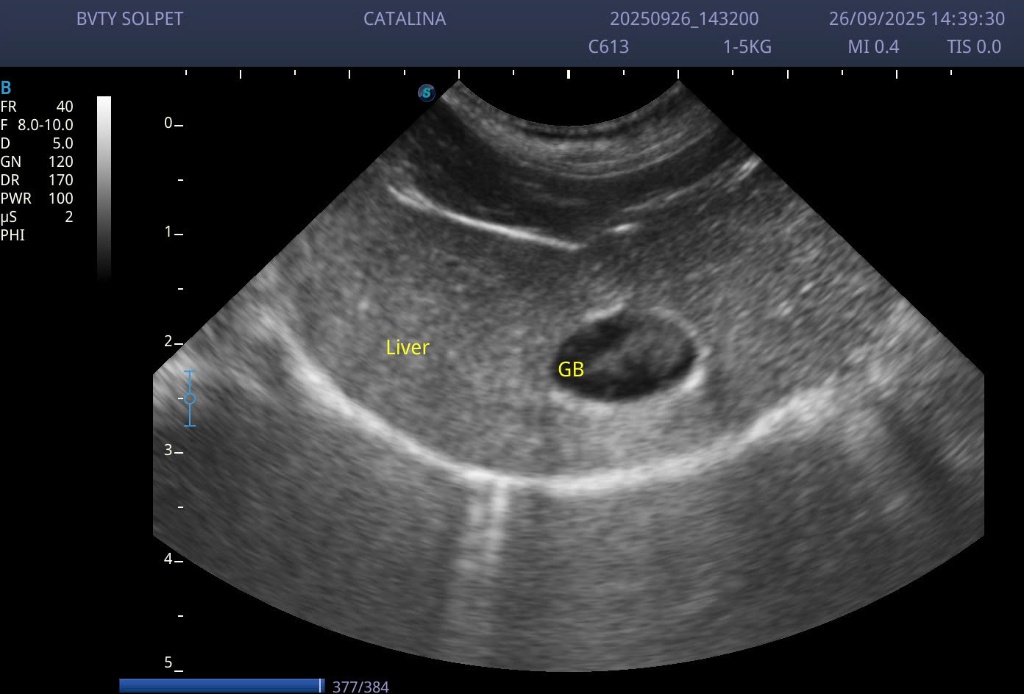 BVTY SOLPET CATALINA 20250926_143200 26/09/2025 14:39:30
C613 1-5KG MI 0.4 TIS 0.0
B
FR 40
F 8.0-10.0
D 5.0
GN 120
DR 170
PWR 100
µS 2
PHI
S
0
1
2
3
4
5
Liver
GB
377/384